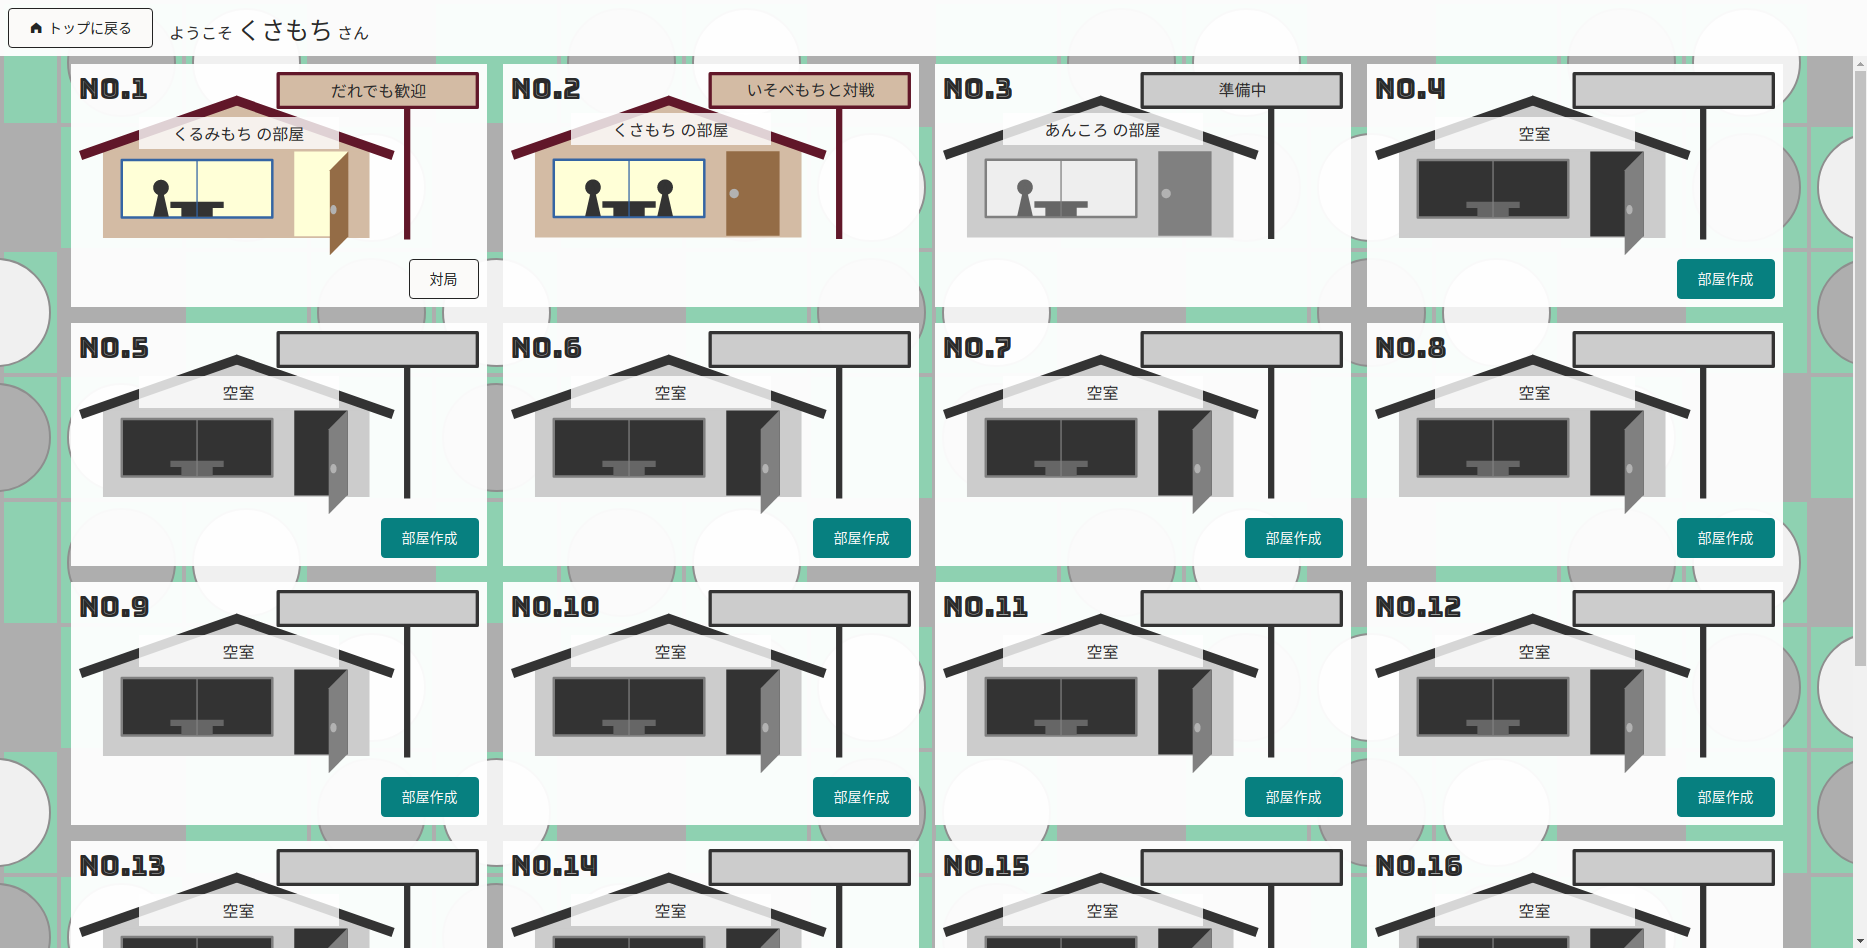 トップに戻る
ようこそ くさもち さん
NO.1
だれでも歓迎
くるみもち の部屋
対局
NO.2
いそべもちと対戦
くさもち の部屋
NO.3
準備中
あんころ の部屋
NO.4
空室
部屋作成
NO.5
空室
部屋作成
NO.6
空室
部屋作成
NO.7
空室
部屋作成
NO.8
空室
部屋作成
NO.9
空室
部屋作成
NO.10
空室
部屋作成
NO.11
空室
部屋作成
NO.12
空室
部屋作成
NO.13
空室
NO.14
空室
NO.15
空室
NO.16
空室